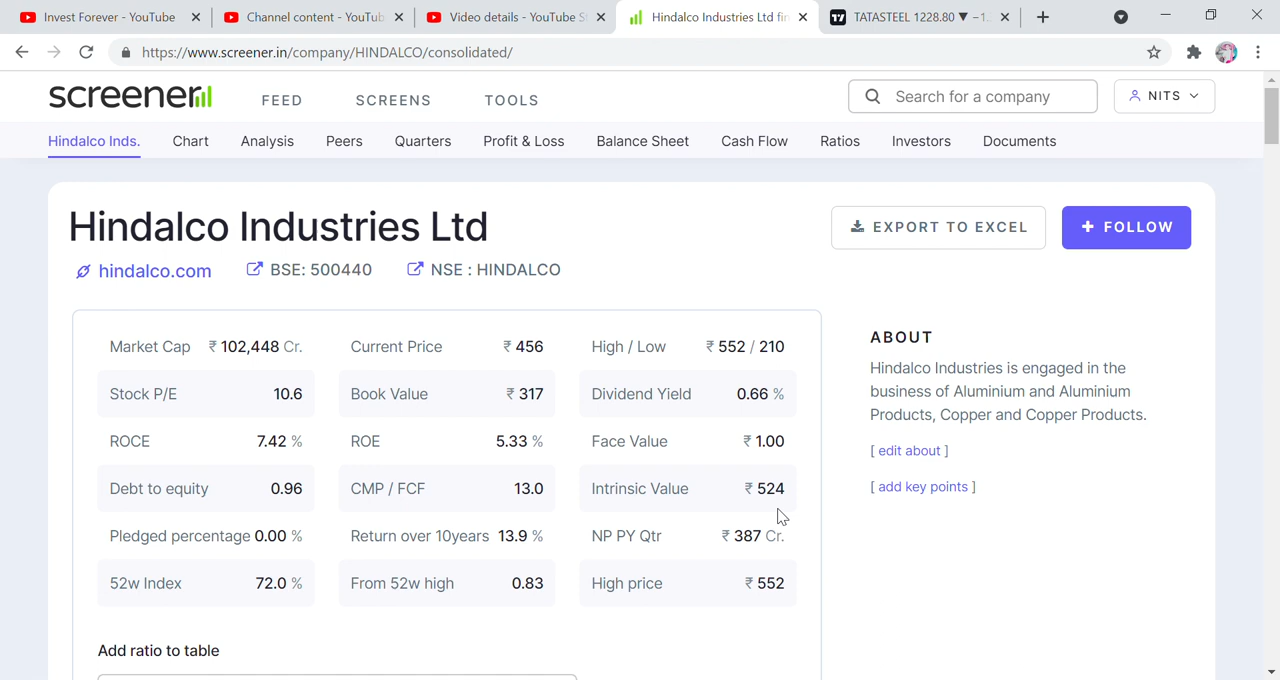 Invest Forever - YouTube
Channel content - YouTub
Video details - YouTube S
Hindalco Industries Ltd fin
TATASTEEL 1228.80 ▼ −1.
https://www.screener.in/company/HINDALCO/consolidated/
screener
FEED
SCREENS
TOOLS
Search for a company
NITS
Hindalco Inds.
Chart
Analysis
Peers
Quarters
Profit & Loss
Balance Sheet
Cash Flow
Ratios
Investors
Documents
Hindalco Industries Ltd
EXPORT TO EXCEL
+ FOLLOW
hindalco.com
BSE: 500440
NSE : HINDALCO
Market Cap ₹ 102,448 Cr.
Current Price ₹ 456
High / Low ₹ 552 / 210
Stock P/E 10.6
Book Value ₹ 317
Dividend Yield 0.66 %
ROCE 7.42 %
ROE 5.33 %
Face Value ₹ 1.00
Debt to equity 0.96
CMP / FCF 13.0
Intrinsic Value ₹ 524
Pledged percentage 0.00 %
Return over 10years 13.9 %
NP PY Qtr ₹ 387 Cr.
52w Index 72.0 %
From 52w high 0.83
High price ₹ 552
Add ratio to table
ABOUT
Hindalco Industries is engaged in the
business of Aluminium and Aluminium
Products, Copper and Copper Products.
[ edit about ]
[ add key points ]